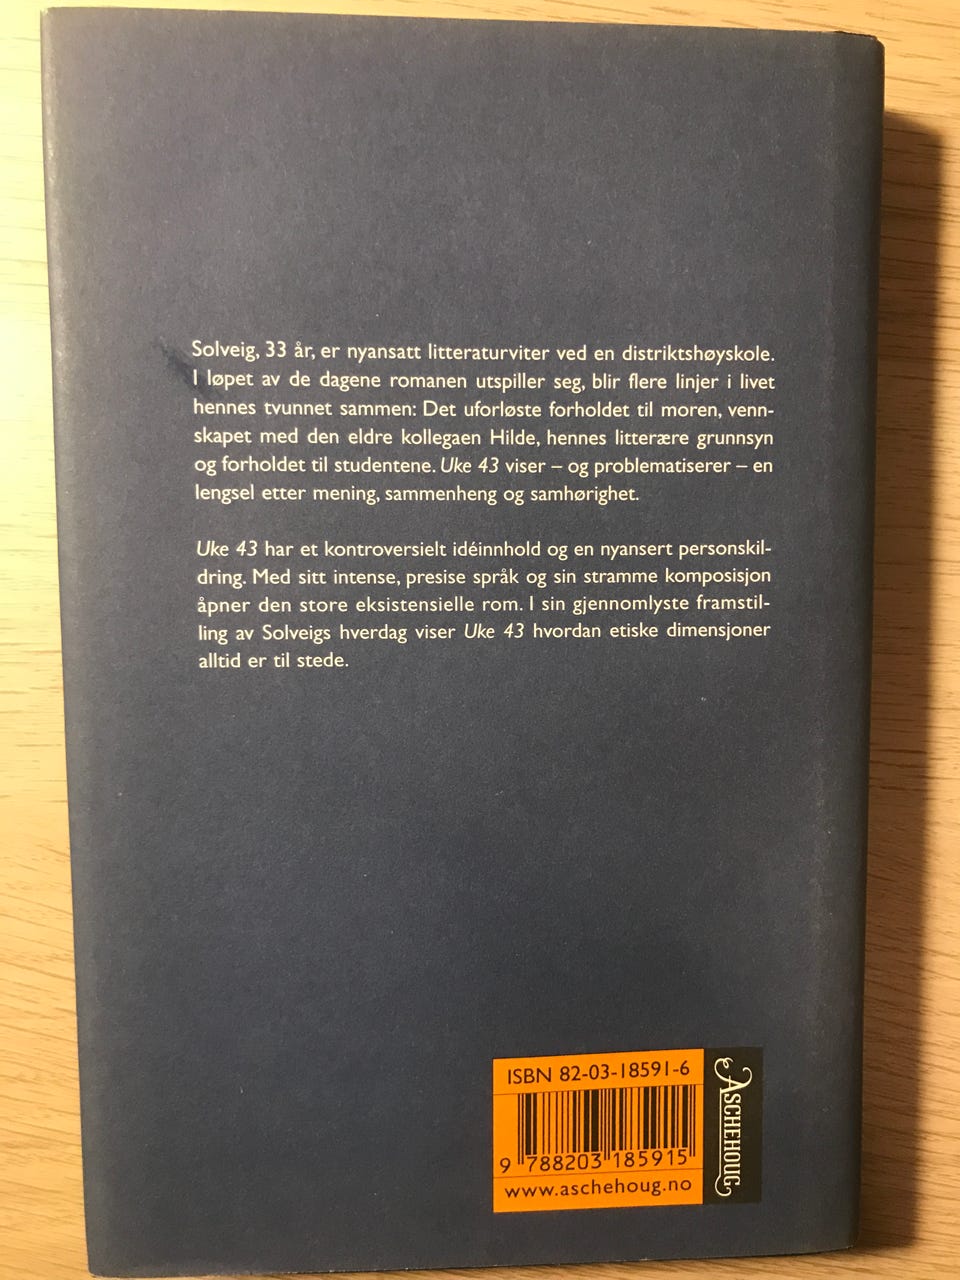 Solveig, 33 år, er nyansatt litteraturviter ved en distriktshøyskole.
I løpet av de dagene romanen utspiller seg, blir flere linjer i livet
hennes tvunnet sammen: Det uforløste forholdet til moren, venn-
skapet med den eldre kollegaen Hilde, hennes litterære grunnsyn
og forholdet til studentene. Uke 43 viser – og problematiserer – en
lengsel etter mening, sammenheng og samhørighet.
Uke 43 har et kontroversielt idéinnhold og en nyansert personskil-
dring. Med sitt intense, presise språk og sin stramme komposisjon
åpner den store eksistensielle rom. I sin gjennomlyste framstil-
ling av Solveigs hverdag viser Uke 43 hvordan etiske dimensjoner
alltid er til stede.
ISBN 82-03-18591-6
9 788203 185915
www.aschehoug.no
ASCHEHOUG